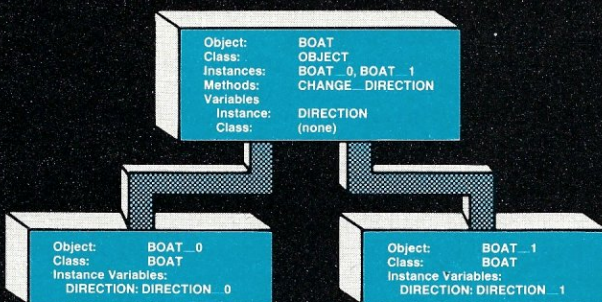 Object: BOAT
Class: OBJECT
Instances: BOAT_0, BOAT_1
Methods: CHANGE_DIRECTION
Variables
Instance: DIRECTION
Class: (none)
Object: BOAT_0
Class: BOAT
Instance Variables:
DIRECTION: DIRECTION_0
Object: BOAT_1
Class: BOAT
Instance Variables:
DIRECTION: DIRECTION_1